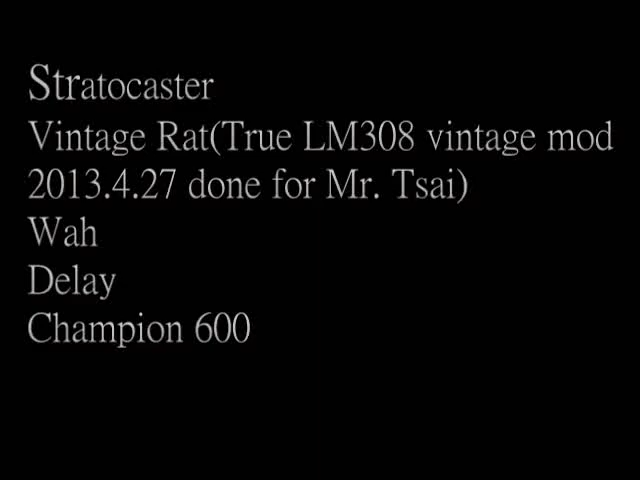 Stratocaster
Vintage Rat(True LM308 vintage mod
2013.4.27 done for Mr. Tsai)
Wah
Delay
Champion 600